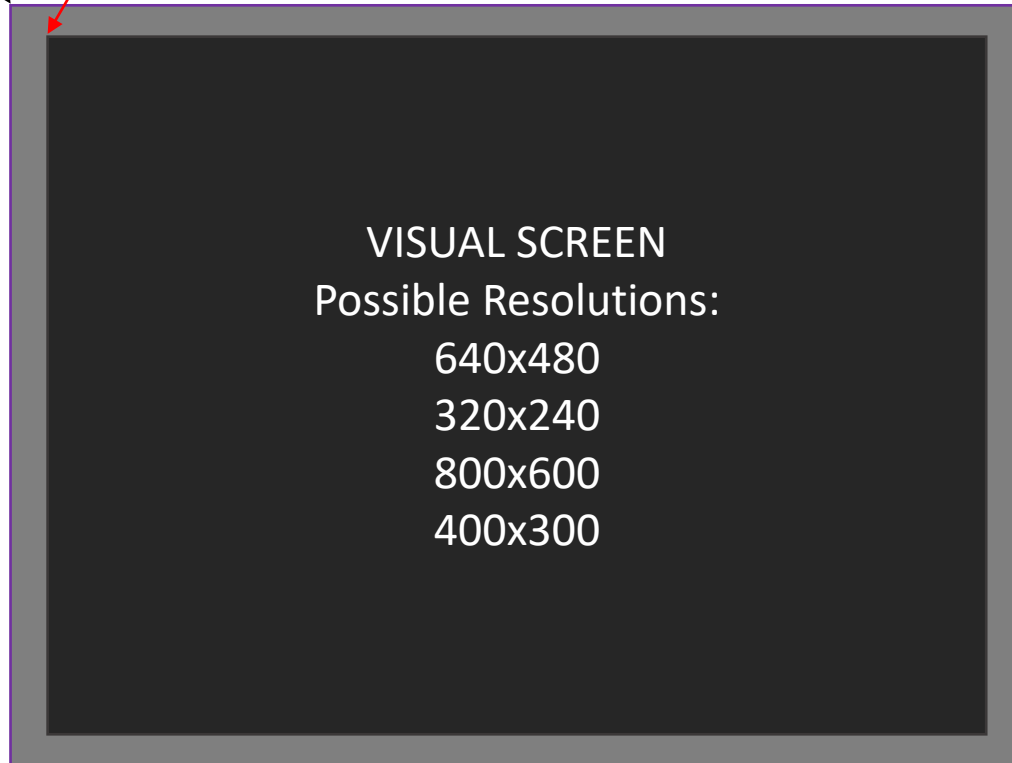 VISUAL SCREEN
Possible Resolutions:
640x480
320x240
800x600
400x300